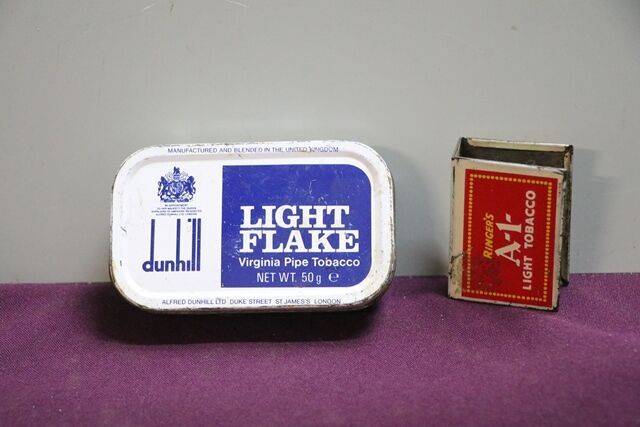 MANUFACTURED AND BLENDED IN THE UNITED KINGDOM
dunhill
LIGHT
FLAKE
Virginia Pipe Tobacco
NET WT. 50 g ℮
ALFRED DUNHILL LTD DUKE STREET ST JAMES'S LONDON
RINGER'S
A-1-
LIGHT TOBACCO